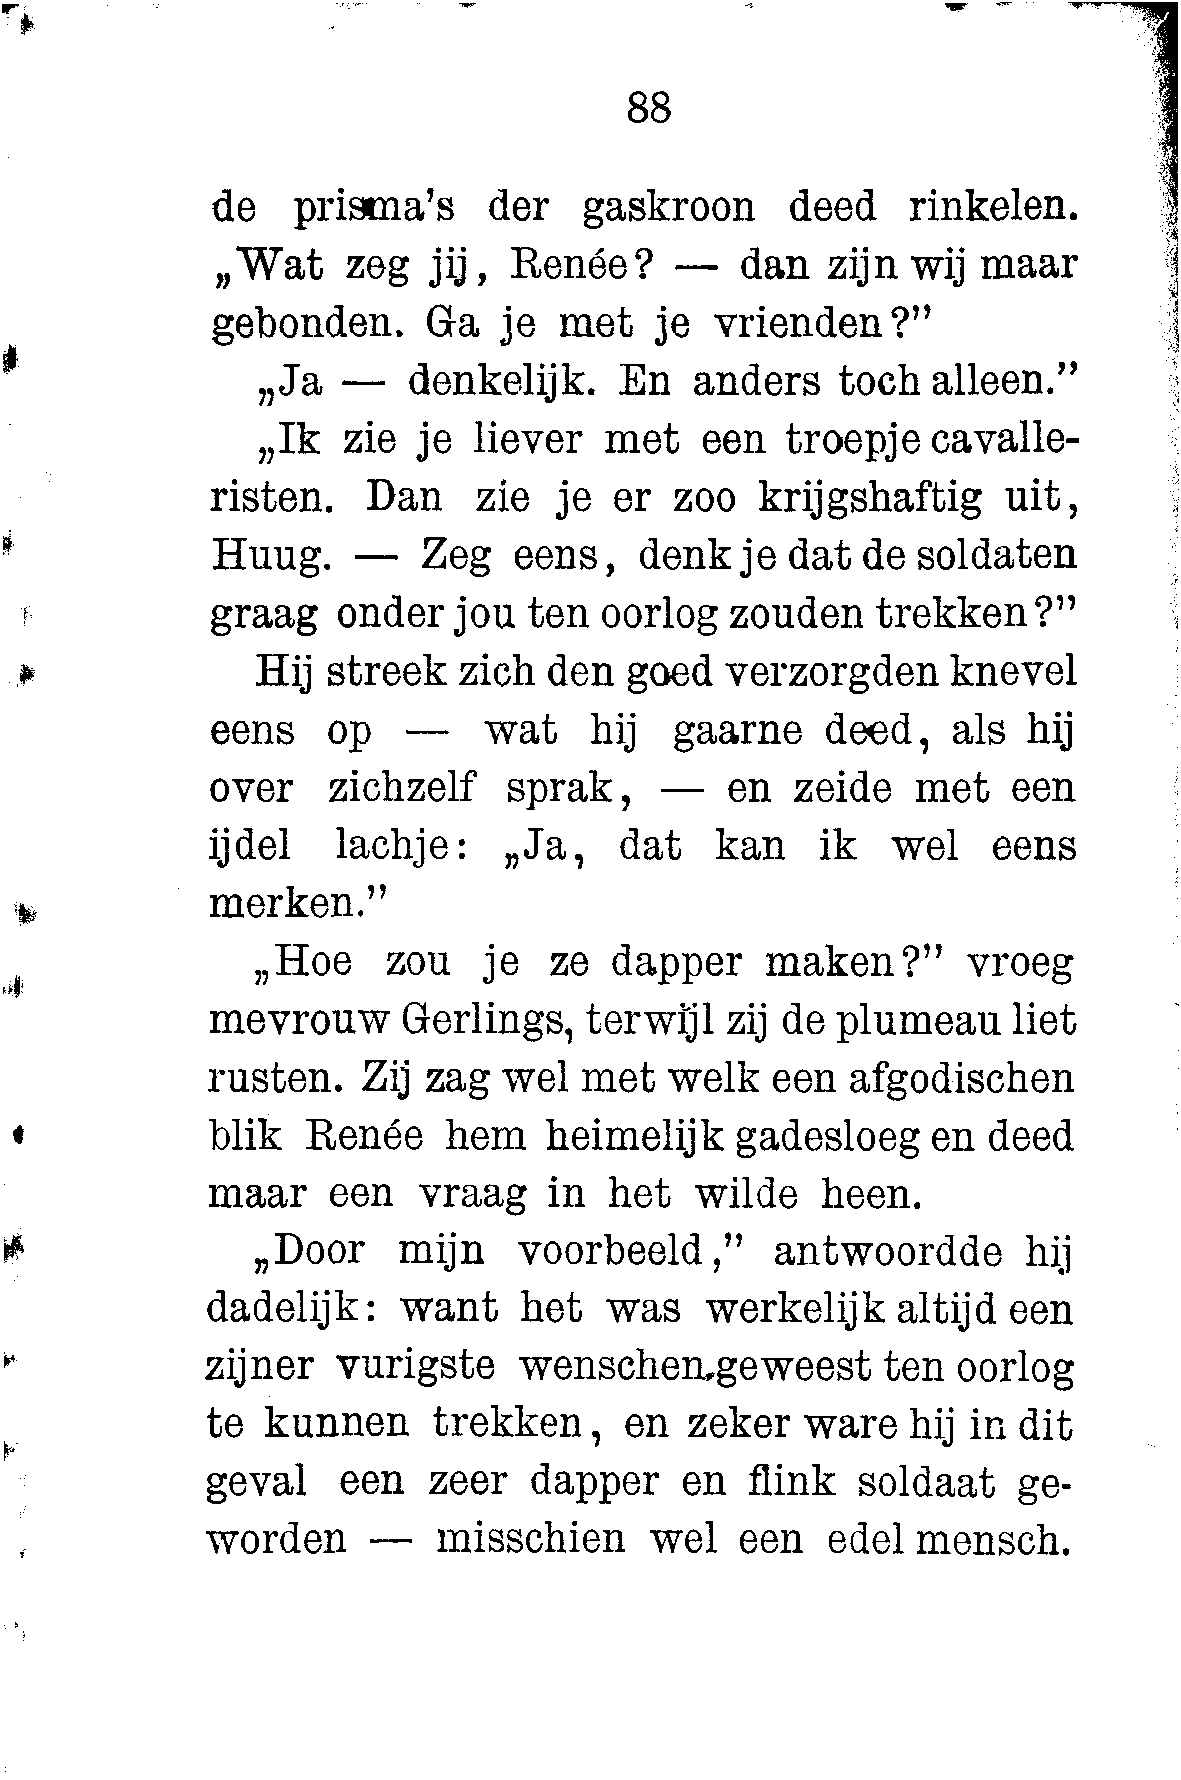 88
de prisma's der gaskroon deed rinkelen.
„Wat zeg jij, Renée? — dan zijn wij maar
gebonden. Ga je met je vrienden?”
„Ja — denkelijk. En anders toch alleen.”
„Ik zie je liever met een troepje cavalle-
risten. Dan zie je er zoo krijgshaftig uit,
Huug. — Zeg eens, denk je dat de soldaten
graag onder jou ten oorlog zouden trekken?”
Hij streek zich den goed verzorgden knevel
eens op — wat hij gaarne deed, als hij
over zichzelf sprak, — en zeide met een
ijdel lachje: „Ja, dat kan ik wel eens
merken.”
„Hoe zou je ze dapper maken?” vroeg
mevrouw Gerlings, terwijl zij de plumeau liet
rusten. Zij zag wel met welk een afgodischen
blik Renée hem heimelijk gadesloeg en deed
maar een vraag in het wilde heen.
„Door mijn voorbeeld,” antwoordde hij
dadelijk: want het was werkelijk altijd een
zijner vurigste wenschen geweest ten oorlog
te kunnen trekken, en zeker ware hij in dit
geval een zeer dapper en flink soldaat ge-
worden — misschien wel een edel mensch.